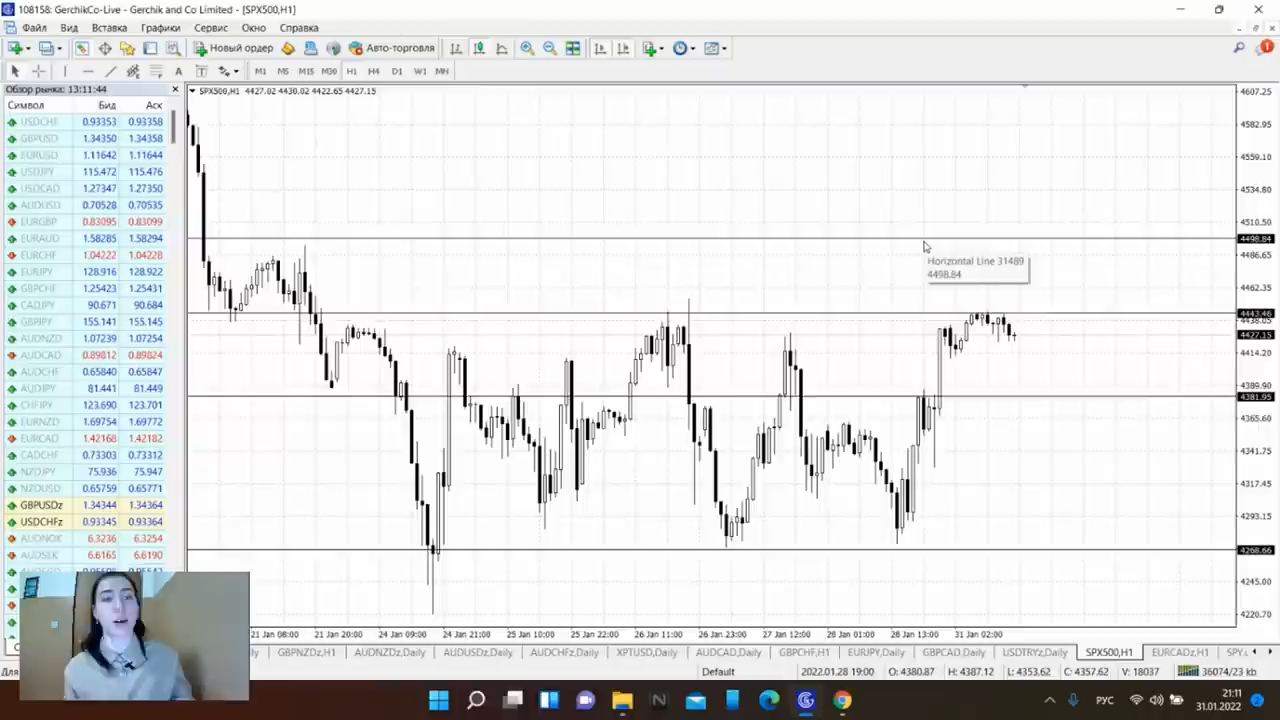 108158: GerchikCo-Live - Gerchik and Co Limited - [SPX500,H1]
Файл Вид Вставка Графики Сервис Окно Справка
Новый ордер Авто-торговля
A T M1 M5 M15 M30 H1 H4 D1 W1 MN
Обзор рынка: 13:11:44
Символ Бид Аск
USDCHF 0.93353 0.93358
GBPUSD 1.34350 1.34358
EURUSD 1.11642 1.11644
USDJPY 115.472 115.476
USDCAD 1.27347 1.27350
AUDUSD 0.70528 0.70535
EURGBP 0.83095 0.83099
EURAUD 1.58285 1.58294
EURCHF 1.04222 1.04228
EURJPY 128.916 128.922
GBPCHF 1.25425 1.25431
CADJPY 90.671 90.684
GBPJPY 155.141 155.145
AUDNZD 1.07239 1.07254
AUDCAD 0.89812 0.89824
AUDCHF 0.65840 0.65847
AUDJPY 81.441 81.449
CHFJPY 123.690 123.701
EURNZD 1.69754 1.69772
EURCAD 1.42168 1.42182
CADCHF 0.73303 0.73312
NZDJPY 75.936 75.947
NZDUSD 0.65759 0.65771
GBPUSDz 1.34344 1.34364
USDCHFz 0.93345 0.93364
AUDNOK 6.3236 6.3254
AUDSEK 6.6165 6.6190
SPX500,H1 4427.02 4430.02 4422.65 4427.15
Horizontal Line 31489
4498.84
4607.25
4582.95
4559.10
4534.80
4510.50
4498.84
4486.65
4462.35
4443.46
4438.05
4427.15
4414.20
4389.90
4381.95
4365.60
4341.75
4317.45
4293.15
4268.66
4245.00
4220.70
21 Jan 08:00 21 Jan 20:00 24 Jan 09:00 24 Jan 21:00 25 Jan 10:00 25 Jan 22:00 26 Jan 11:00 26 Jan 23:00 27 Jan 12:00 28 Jan 01:00 28 Jan 13:00 31 Jan 02:00
GBPNZDz,H1 AUDNZDz,Daily AUDUSDz,Daily AUDCHFz,Daily XPTUSD,Daily AUDCAD,Daily GBPCHF,H1 EURJPY,Daily GBPCAD,Daily USDTRYz,Daily SPX500,H1 EURCADz,H1
Default 2022.01.28 19:00 O: 4380.87 H: 4387.12 L: 4353.62 C: 4357.62 V: 18037 36074/23 kb
РУС
21:11
31.01.2022